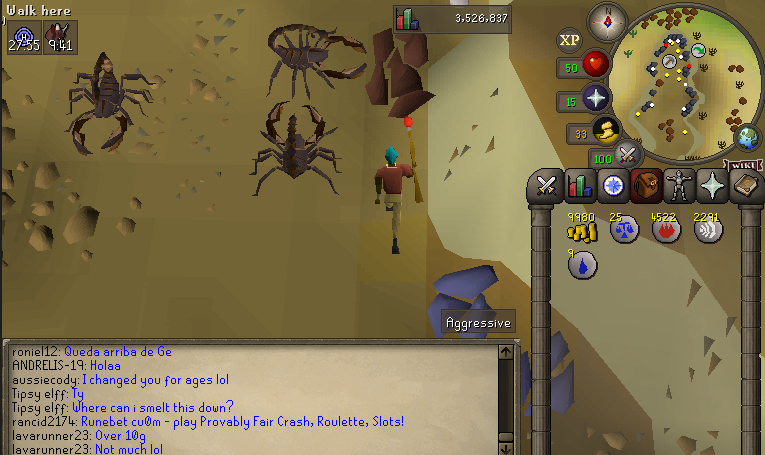 Walk here
27:55 9:41
3,526,837
N
XP
50
15
33
100
WIKI
9980 25 4522 2291
9
Aggressive
roniel12: Queda arriba de Ge
ANDRELIS-19: Holaa
aussiecody: I changed you for ages lol
Tipsy elff: Ty
Tipsy elff: Where can i smelt this down?
rancid2174: Runebet cu0m - play Provably Fair Crash, Roulette, Slots!
lavarunner23: Over 10g
lavarunner23: Not much lol